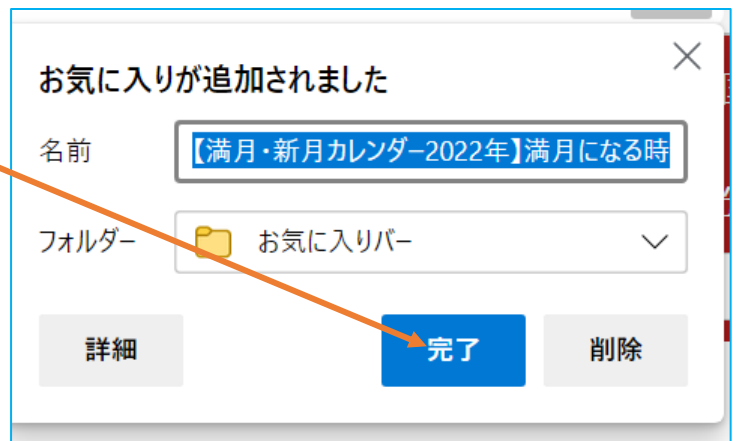 お気に入りが追加されました
名前
【満月・新月カレンダー2022年】満月になる時
フォルダー
お気に入りバー
詳細
完了
削除